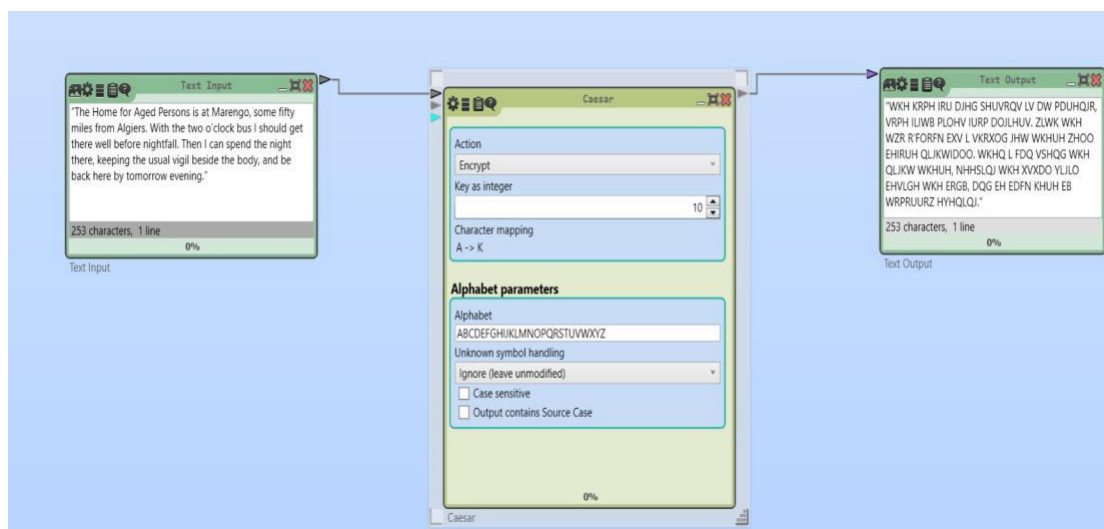 Text Input
"The Home for Aged Persons is at Marengo, some fifty
miles from Algiers. With the two o'clock bus I should get
there well before nightfall. Then I can spend the night
there, keeping the usual vigil beside the body, and be
back here by tomorrow evening."
253 characters, 1 line
0%
Text Input
Caesar
Action
Encrypt
Key as integer
10
Character mapping
A -> K
Alphabet parameters
Alphabet
ABCDEFGHIJKLMNOPQRSTUVWXYZ
Unknown symbol handling
Ignore (leave unmodified)
Case sensitive
Output contains Source Case
0%
Caesar
Text Output
"WKH KRPH IRU DJHG SHUVRQV LV DW PDUHQJR,
VRPH ILIWB PLOHV IURP DOJLHUV. ZLWK WKH
WZR R'FORFN EXV L VKRXOG JHW WKHUH ZHOO
EHIRUH QLJKWIDOO. WKHQ L FDQ VSHQG WKH
QLJKW WKHUH, NHHSLQJ WKH XVXDO YLJLO
EHVLGH WKH ERGB, DQG EH EDFN KHUH EB
WRPRUURZ HYHQLQJ."
253 characters, 1 line
0%
Text Output